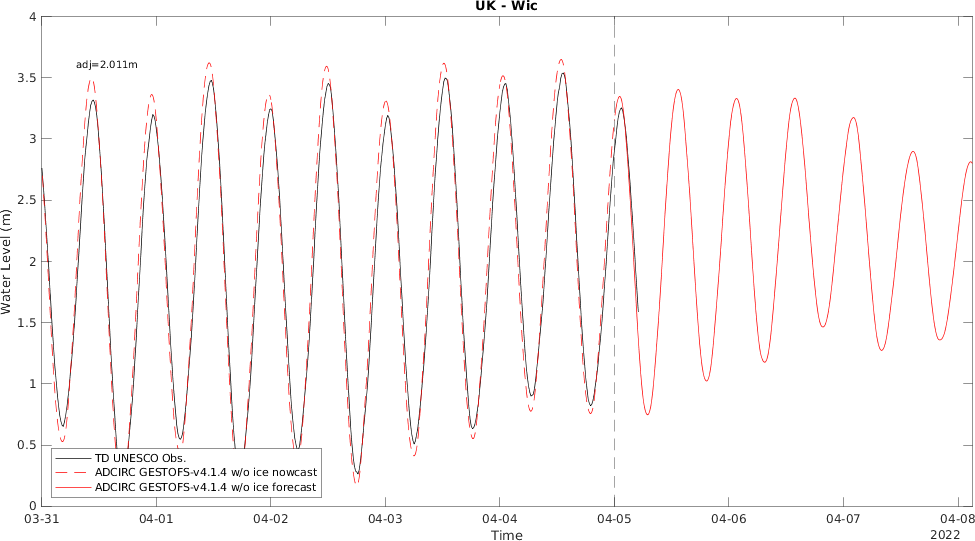 UK - Wic
adj=2.011m
4
3.5
3
2.5
2
1.5
1
0.5
0
Water Level (m)
TD UNESCO Obs.
ADCIRC GESTOFS-v4.1.4 w/o ice nowcast
ADCIRC GESTOFS-v4.1.4 w/o ice forecast
03-31 04-01 04-02 04-03 04-04 04-05 04-06 04-07 04-08
Time
2022